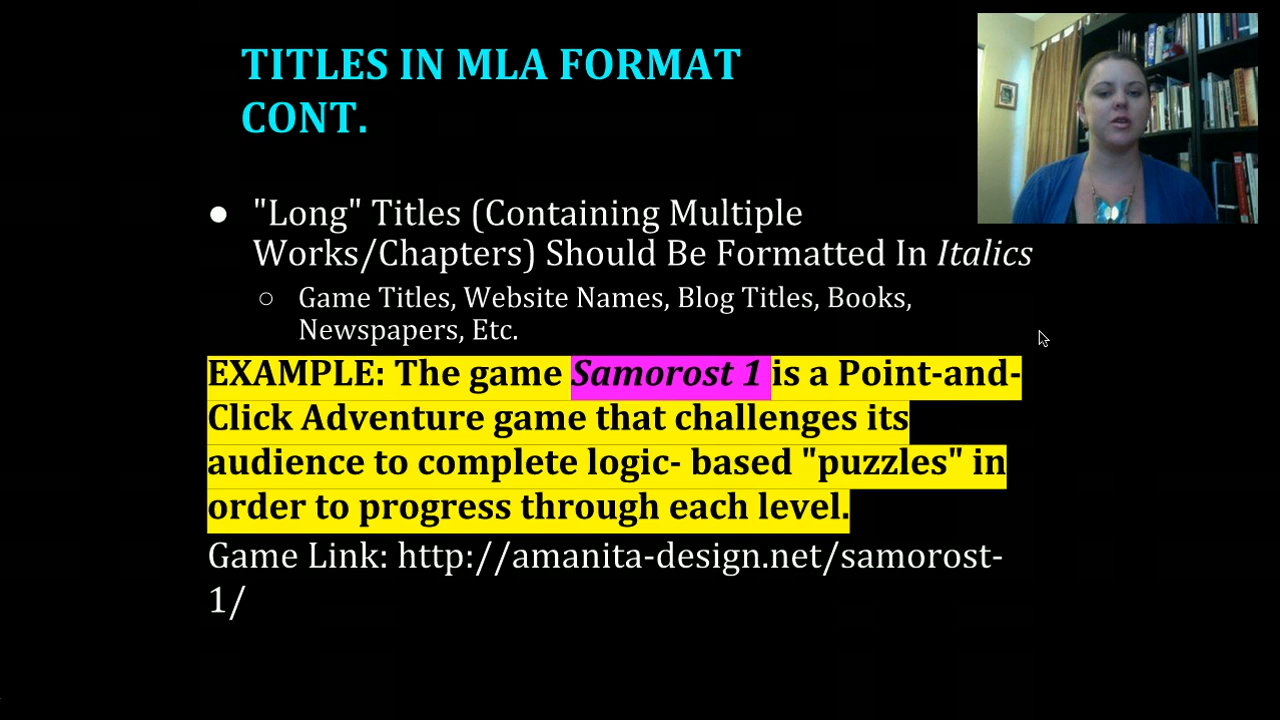 TITLES IN MLA FORMAT
CONT.
● "Long" Titles (Containing Multiple
Works/Chapters) Should Be Formatted In Italics
○ Game Titles, Website Names, Blog Titles, Books,
Newspapers, Etc.
EXAMPLE: The game Samorost 1 is a Point-and-
Click Adventure game that challenges its
audience to complete logic- based "puzzles" in
order to progress through each level.
Game Link: http://amanita-design.net/samorost-
1/